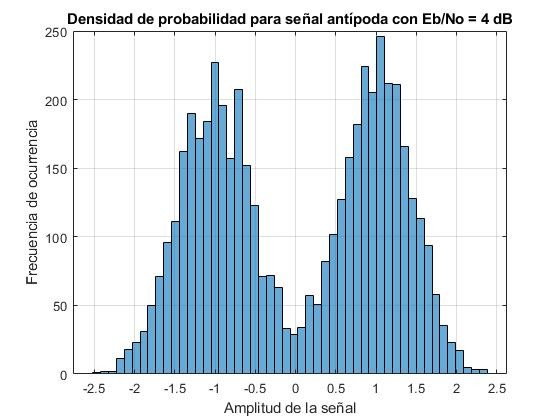 Densidad de probabilidad para señal antípoda con Eb/No = 4 dB
250
200
150
100
50
0
Frecuencia de ocurrencia
-2.5 -2 -1.5 -1 -0.5 0 0.5 1 1.5 2 2.5
Amplitud de la señal